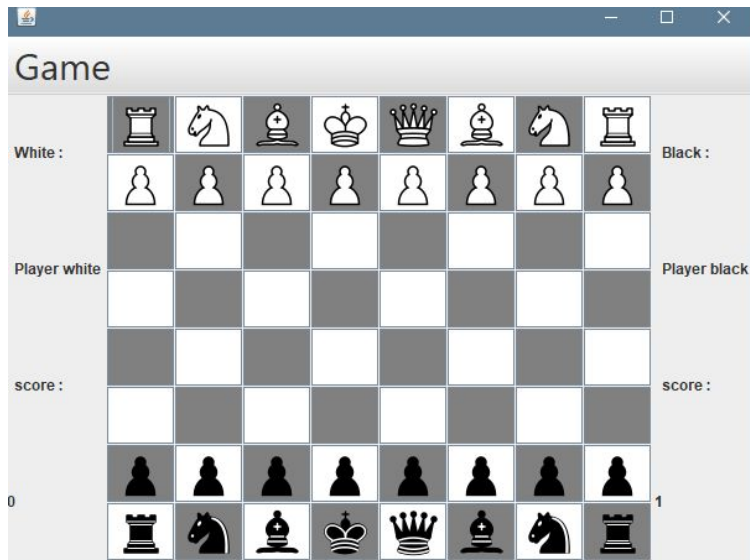 Game
White :
Black :
Player white
Player black
score :
score :
0
1